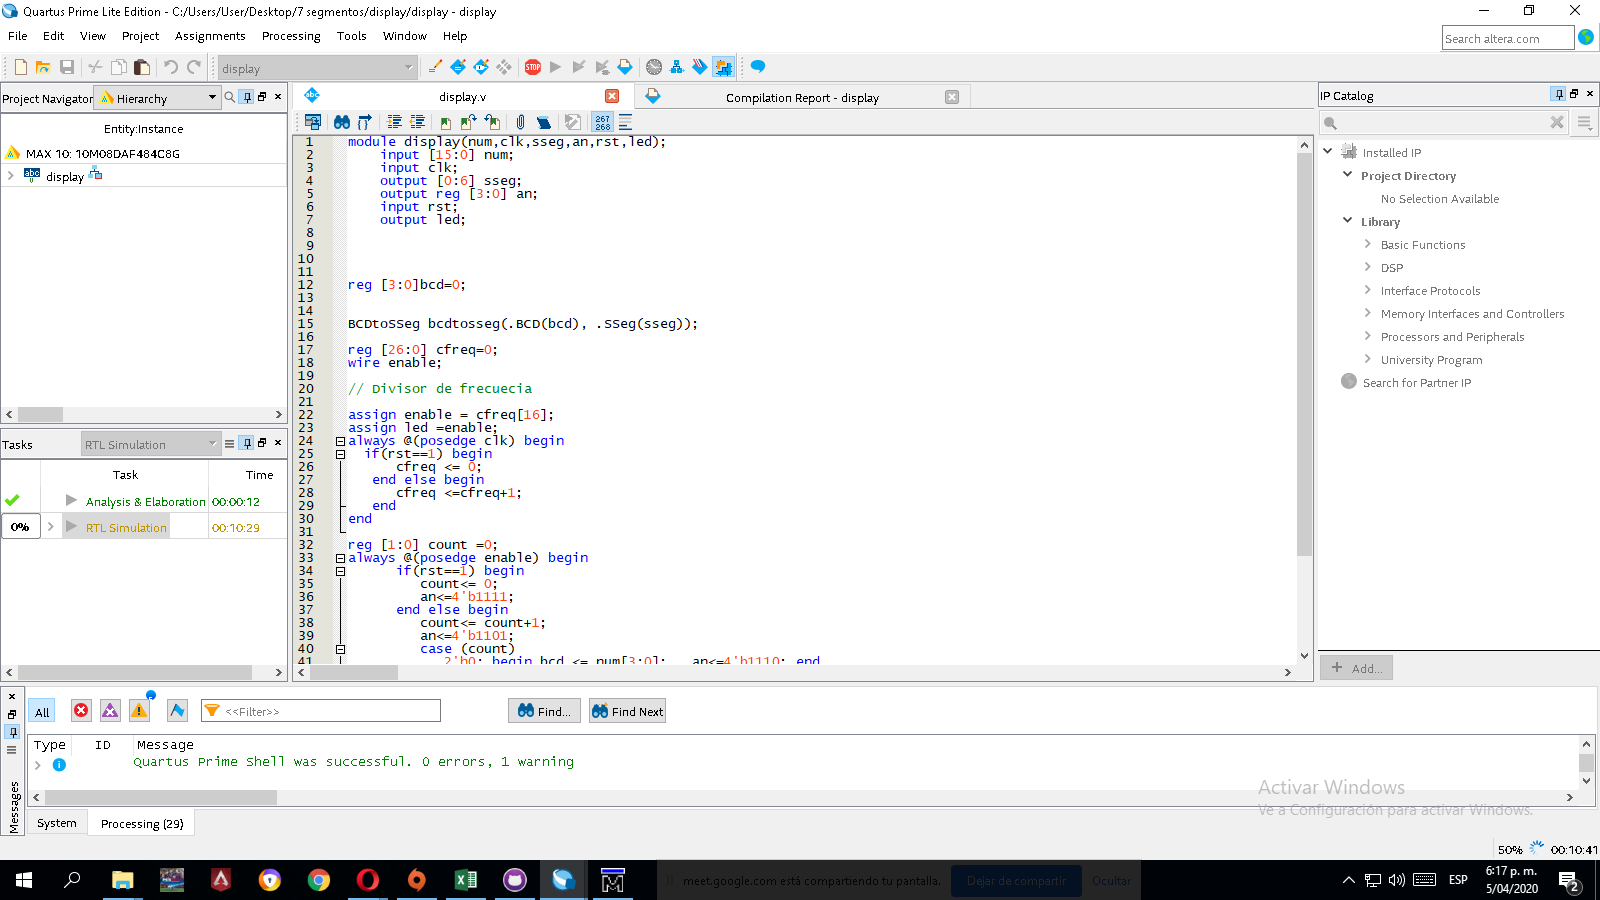 Quartus Prime Lite Edition - C:/Users/User/Desktop/7 segmentos/display/display - display
File Edit View Project Assignments Processing Tools Window Help
Search altera.com
display
Project Navigator Hierarchy
display.v
Compilation Report - display
IP Catalog
Entity:Instance
MAX 10: 10M08DAF484C8G
display
Installed IP
Project Directory
No Selection Available
Library
Basic Functions
DSP
Interface Protocols
Memory Interfaces and Controllers
Processors and Peripherals
University Program
Search for Partner IP
+ Add...
267
268
1 module display(num,clk,sseg,an,rst,led);
2 input [15:0] num;
3 input clk;
4 output [0:6] sseg;
5 output reg [3:0] an;
6 input rst;
7 output led;
8
9
10
11
12 reg [3:0]bcd=0;
13
14
15 BCDtoSSeg bcdtosseg(.BCD(bcd), .SSeg(sseg));
16
17 reg [26:0] cfreq=0;
18 wire enable;
19
20 // Divisor de frecuecia
21
22 assign enable = cfreq[16];
23 assign led =enable;
24 always @(posedge clk) begin
25 if(rst==1) begin
26 cfreq <= 0;
27 end else begin
28 cfreq <=cfreq+1;
29 end
30 end
31
32 reg [1:0] count =0;
33 always @(posedge enable) begin
34 if(rst==1) begin
35 count<= 0;
36 an<=4'b1111;
37 end else begin
38 count<= count+1;
39 an<=4'b1101;
40 case (count)
41 2'h0: begin bcd <= num[3:0]; an<=4'b1110; end
Tasks RTL Simulation
Task Time
Analysis & Elaboration 00:00:12
0% RTL Simulation 00:10:29
All
<<Filter>>
Find...
Find Next
Type ID Message
Quartus Prime Shell was successful. 0 errors, 1 warning
Messages
System Processing (29)
Activar Windows
Ve a Configuración para activar Windows.
50% 00:10:41
meet.google.com está compartiendo tu pantalla.
Dejar de compartir
Ocultar
ESP
6:17 p. m.
5/04/2020
2